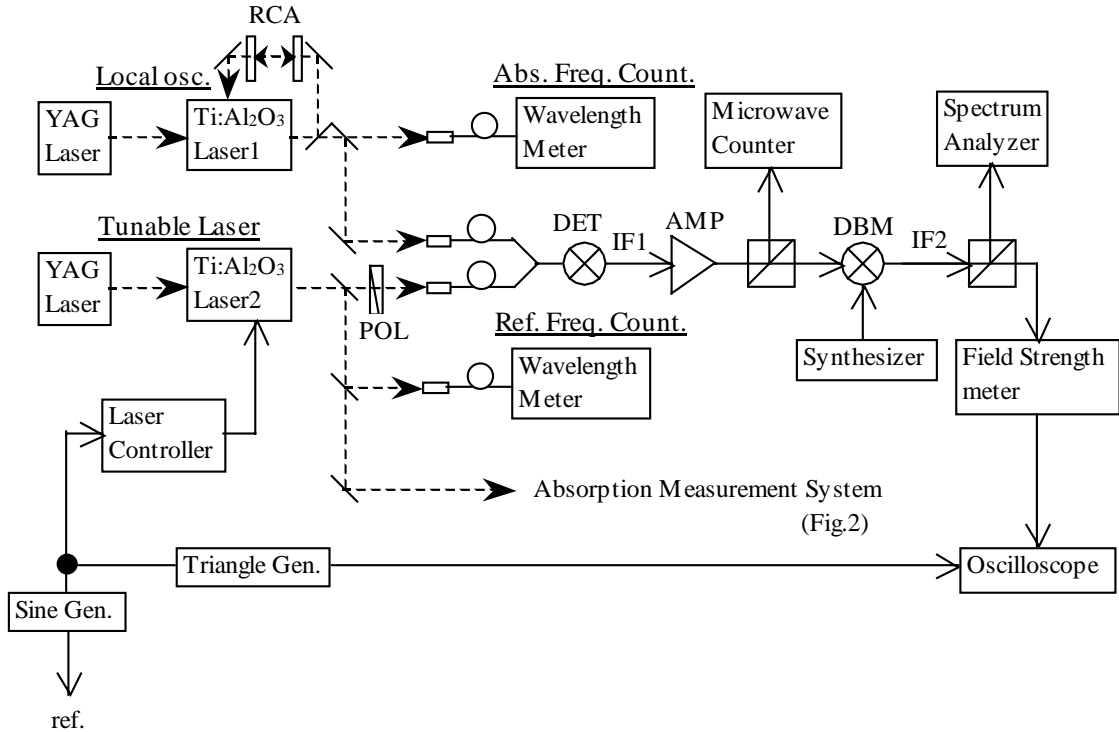 RCA
Local osc.
Abs. Freq. Count.
YAG
Laser
Ti:Al₂O₃
Laser1
Wavelength
Meter
Microwave
Counter
Spectrum
Analyzer
Tunable Laser
DET
IF1
AMP
DBM
IF2
YAG
Laser
Ti:Al₂O₃
Laser2
POL
Ref. Freq. Count.
Wavelength
Meter
Synthesizer
Field Strength
meter
Laser
Controller
Absorption Measurement System
(Fig.2)
Triangle Gen.
Oscilloscope
Sine Gen.
ref.